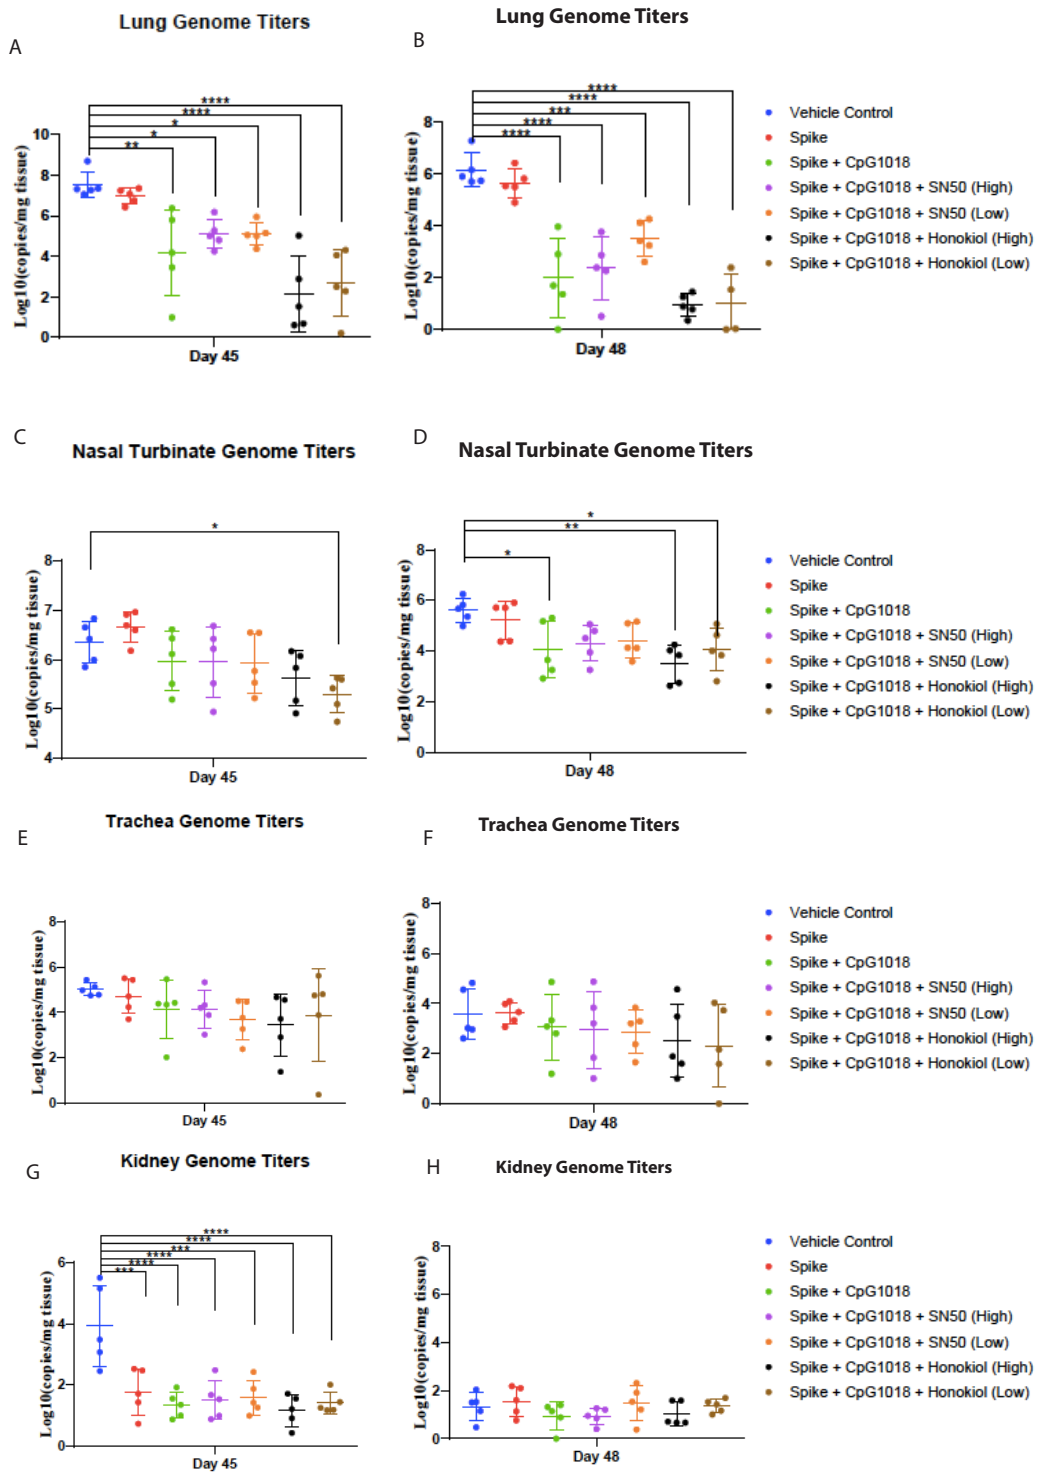 Lung Genome Titers
A
Log10(copies/mg tissue)
10
8
6
4
2
0
****
****
*
*
**
Day 45
Lung Genome Titers
B
Log10(copies/mg tissue)
8
6
4
2
0
****
****
***
****
****
Day 48
Vehicle Control
Spike
Spike + CpG1018
Spike + CpG1018 + SN50 (High)
Spike + CpG1018 + SN50 (Low)
Spike + CpG1018 + Honokiol (High)
Spike + CpG1018 + Honokiol (Low)
C
Nasal Turbinate Genome Titers
Log10(copies/mg tissue)
8
7
6
5
4
*
Day 45
D
Nasal Turbinate Genome Titers
Log10(copies/mg tissue)
8
6
4
2
0
*
**
*
Day 48
Vehicle Control
Spike
Spike + CpG1018
Spike + CpG1018 + SN50 (High)
Spike + CpG1018 + SN50 (Low)
Spike + CpG1018 + Honokiol (High)
Spike + CpG1018 + Honokiol (Low)
E
Trachea Genome Titers
Log10(copies/mg tissue)
8
6
4
2
0
Day 45
F
Trachea Genome Titers
Log10(copies/mg tissue)
8
6
4
2
0
Day 48
Vehicle Control
Spike
Spike + CpG1018
Spike + CpG1018 + SN50 (High)
Spike + CpG1018 + SN50 (Low)
Spike + CpG1018 + Honokiol (High)
Spike + CpG1018 + Honokiol (Low)
G
Kidney Genome Titers
Log10(copies/mg tissue)
6
4
2
0
****
****
***
****
****
***
Day 45
H
Kidney Genome Titers
Log10(copies/mg tissue)
8
6
4
2
0
Day 48
Vehicle Control
Spike
Spike + CpG1018
Spike + CpG1018 + SN50 (High)
Spike + CpG1018 + SN50 (Low)
Spike + CpG1018 + Honokiol (High)
Spike + CpG1018 + Honokiol (Low)